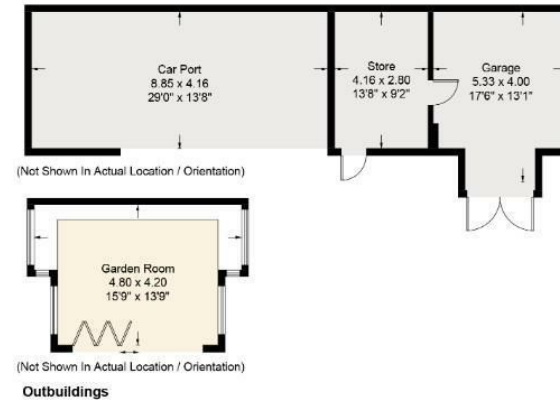 Car Port
8.85 x 4.16
29'0" x 13'8"
Store
4.16 x 2.80
13'8" x 9'2"
Garage
5.33 x 4.00
17'6" x 13'1"
(Not Shown In Actual Location / Orientation)
Garden Room
4.80 x 4.20
15'9" x 13'9"
(Not Shown In Actual Location / Orientation)
Outbuildings